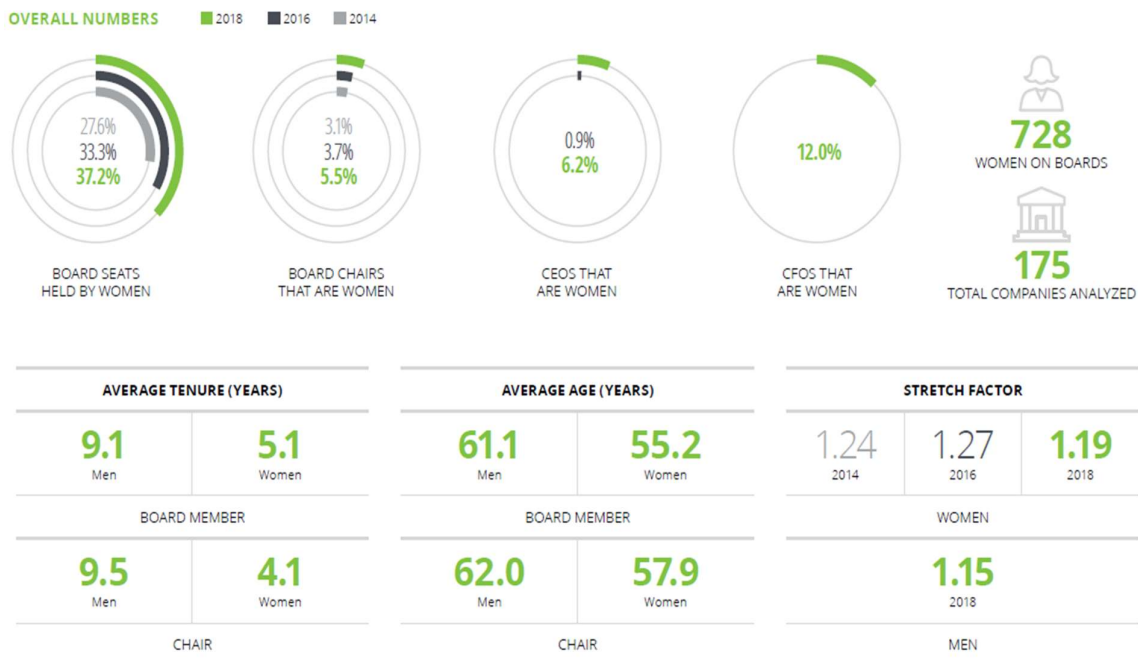 OVERALL NUMBERS
2018 2016 2014
27.6%
33.3%
37.2%
BOARD SEATS
HELD BY WOMEN
3.1%
3.7%
5.5%
BOARD CHAIRS
THAT ARE WOMEN
0.9%
6.2%
CEOS THAT
ARE WOMEN
12.0%
CFOS THAT
ARE WOMEN
728
WOMEN ON BOARDS
175
TOTAL COMPANIES ANALYZED
AVERAGE TENURE (YEARS)
9.1 5.1
Men Women
BOARD MEMBER
9.5 4.1
Men Women
CHAIR
AVERAGE AGE (YEARS)
61.1 55.2
Men Women
BOARD MEMBER
62.0 57.9
Men Women
CHAIR
STRETCH FACTOR
1.24 1.27 1.19
2014 2016 2018
WOMEN
1.15
2018
MEN